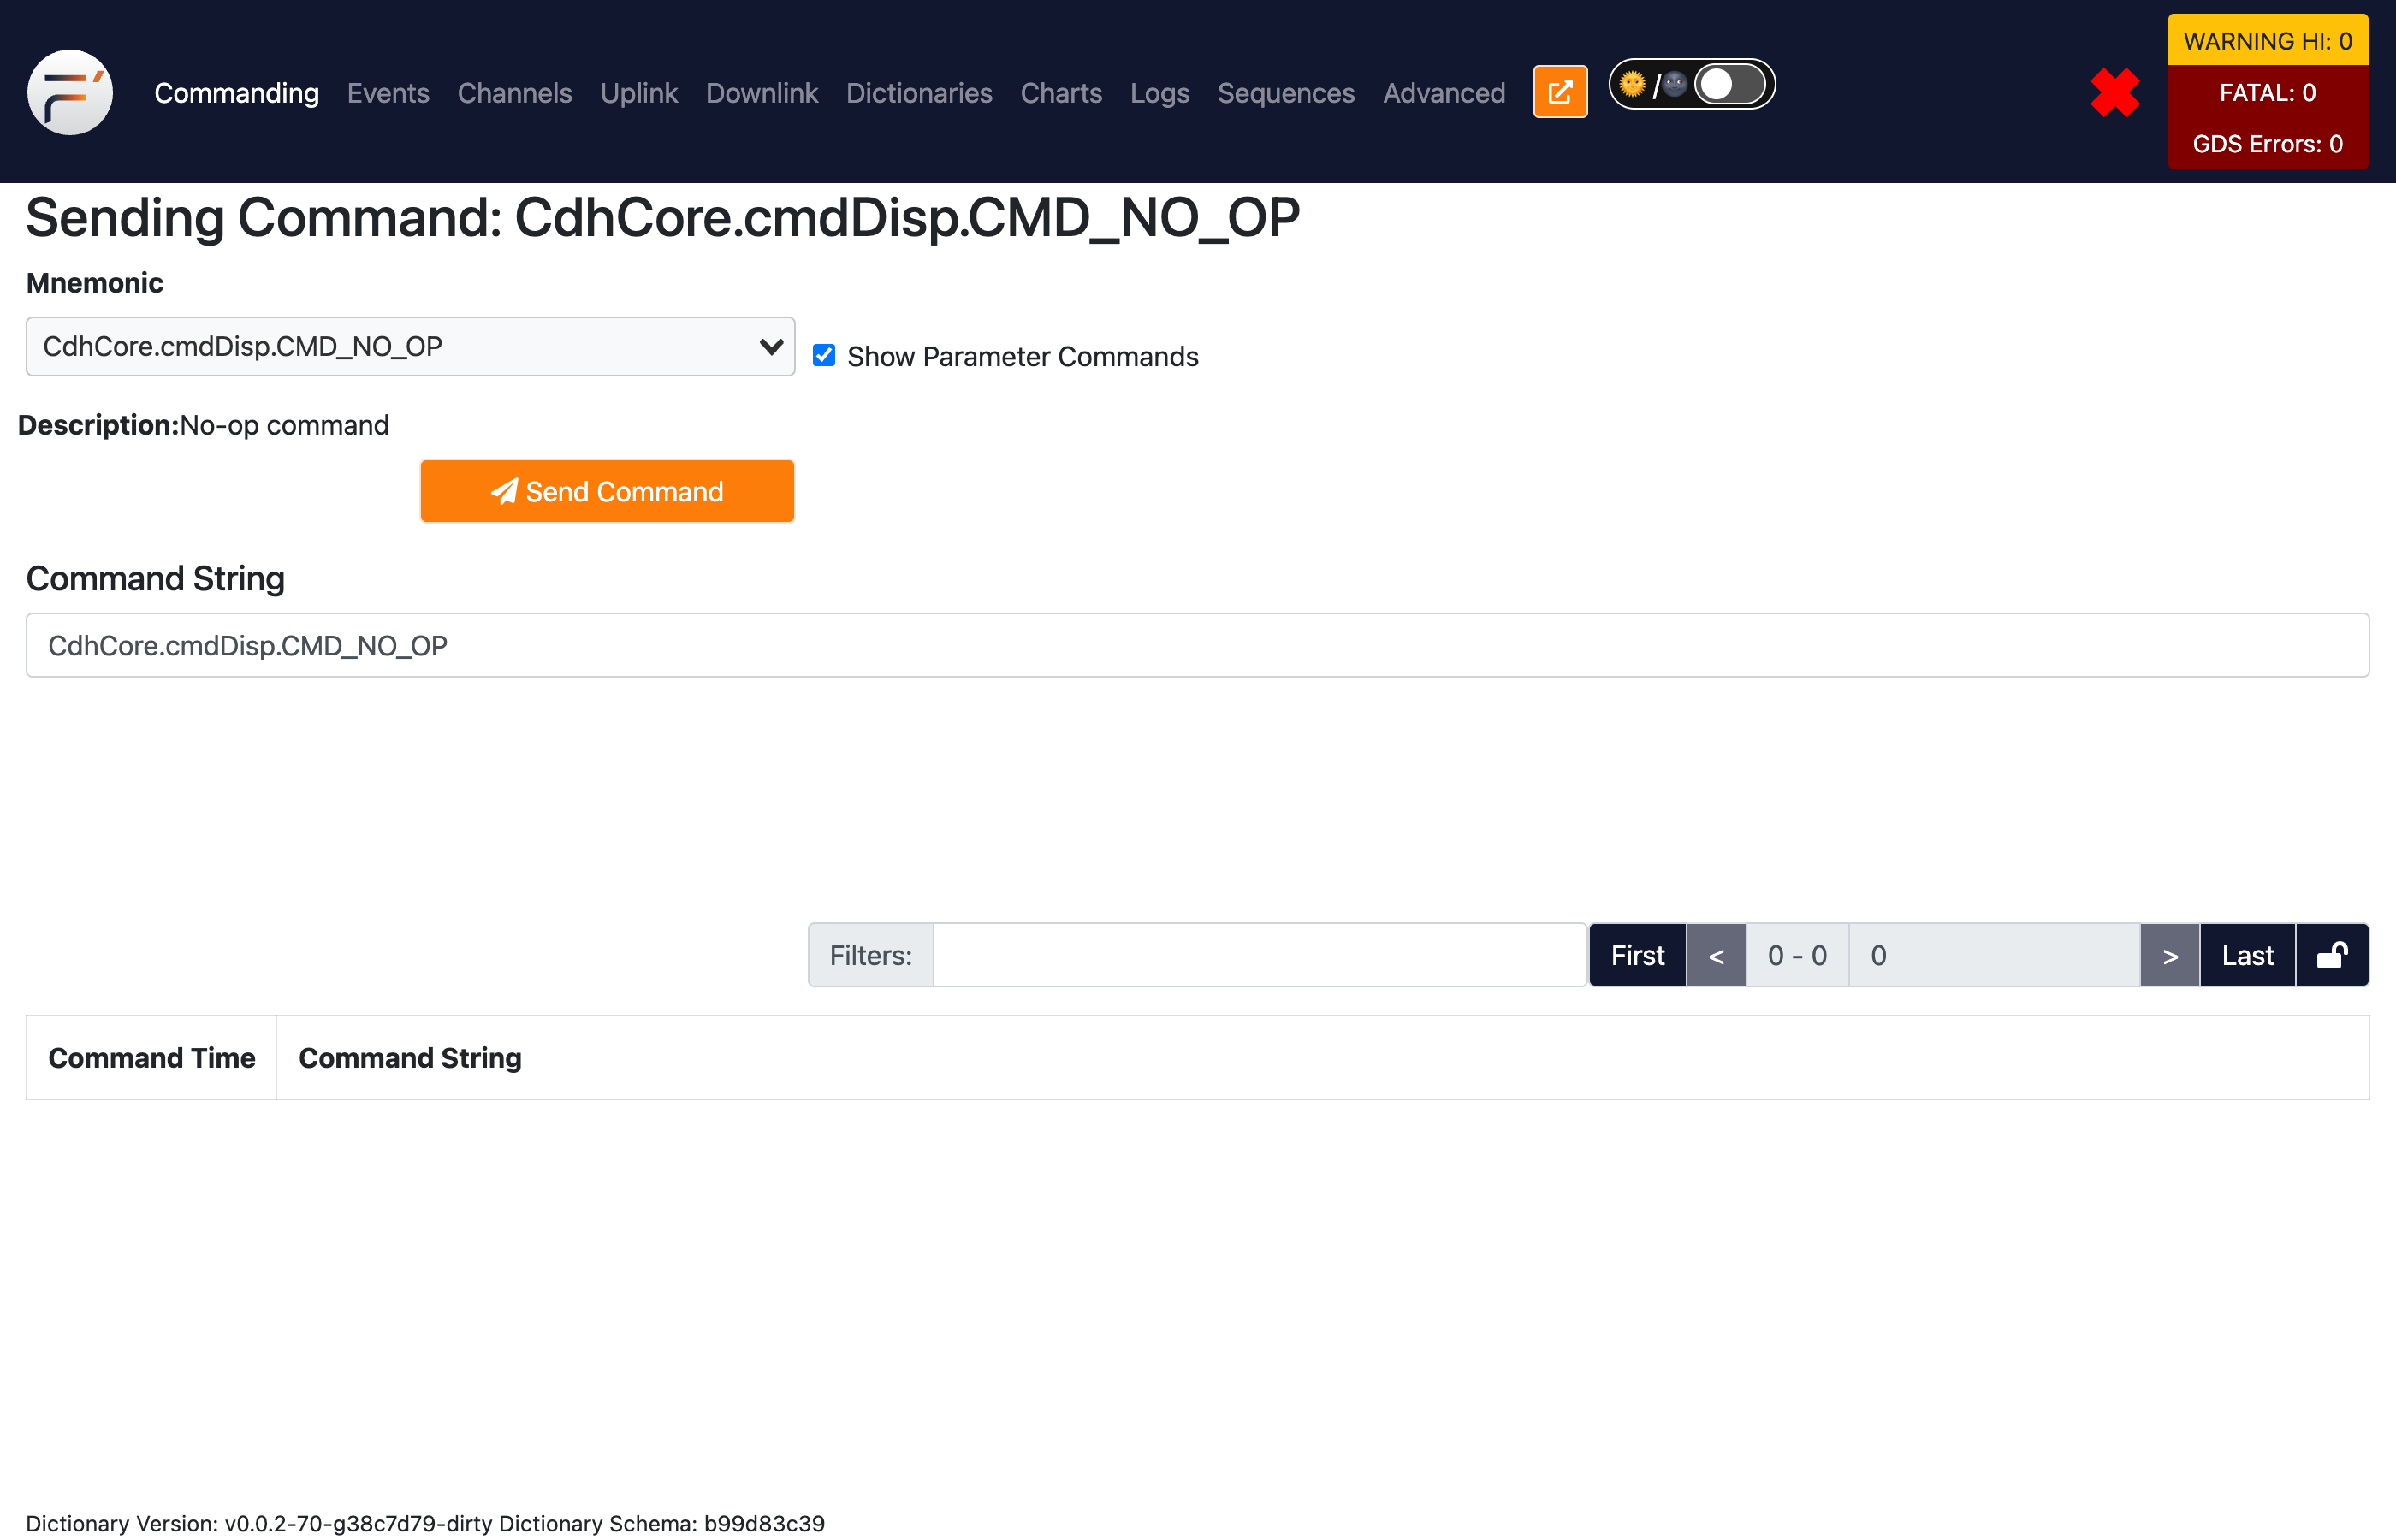 Commanding Events Channels Uplink Downlink Dictionaries Charts Logs Sequences Advanced
WARNING HI: 0
FATAL: 0
GDS Errors: 0
Sending Command: CdhCore.cmdDisp.CMD_NO_OP
Mnemonic
CdhCore.cmdDisp.CMD_NO_OP
Show Parameter Commands
Description:No-op command
Send Command
Command String
CdhCore.cmdDisp.CMD_NO_OP
Filters: First < 0 - 0 0 > Last
Command Time Command String
Dictionary Version: v0.0.2-70-g38c7d79-dirty Dictionary Schema: b99d83c39